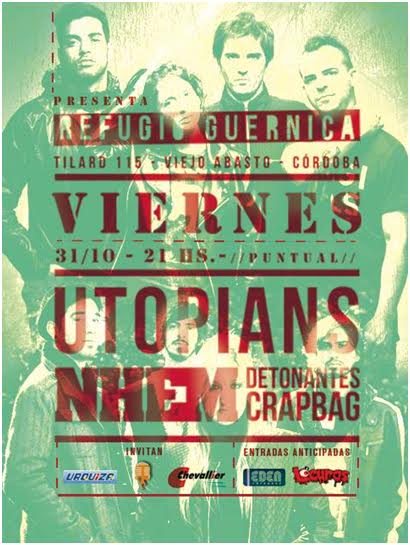 PRESENTA
REFUGIO GUERNICA
TILARD 115 - VIEJO ABASTO - CÓRDOBA
VIERNES
31/10 - 21 HS.-//PUNTUAL//
UTOPIANS
NHEM
DETONANTES
CRAPBAG
INVITAN
ENTRADAS ANTICIPADAS
URQUIZA
Chevallier
EDEN
Locuras